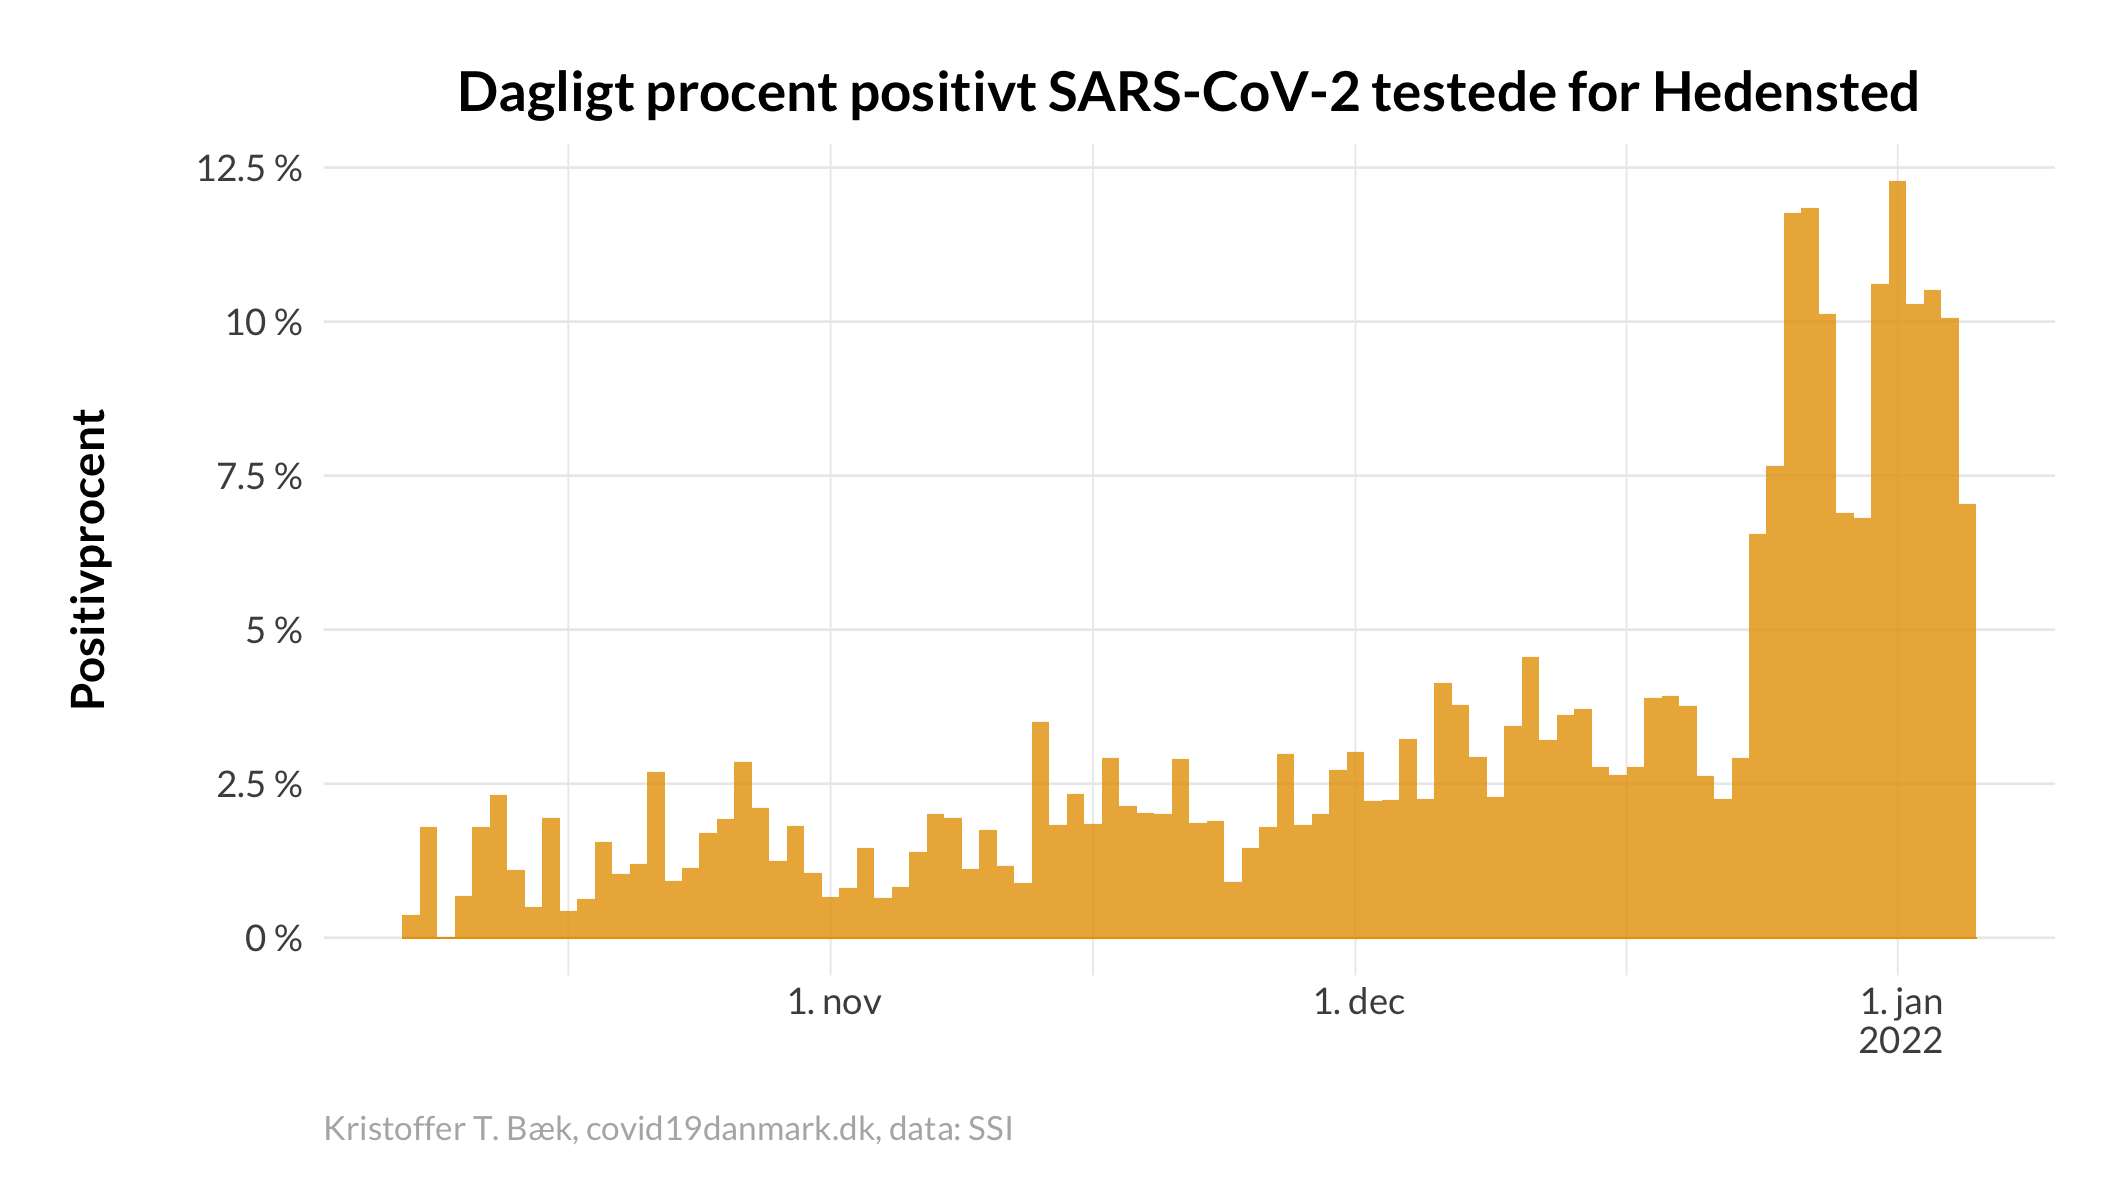 Dagligt procent positivt SARS-CoV-2 testede for Hedensted
Positivprocent
12.5 %
10 %
7.5 %
5 %
2.5 %
0 %
1. nov
1. dec
1. jan
2022
Kristoffer T. Bæk, covid19danmark.dk, data: SSI